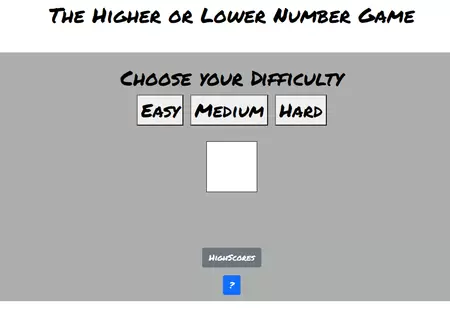 The Higher or Lower Number Game
Choose your Difficulty
Easy Medium Hard
HighScores
?